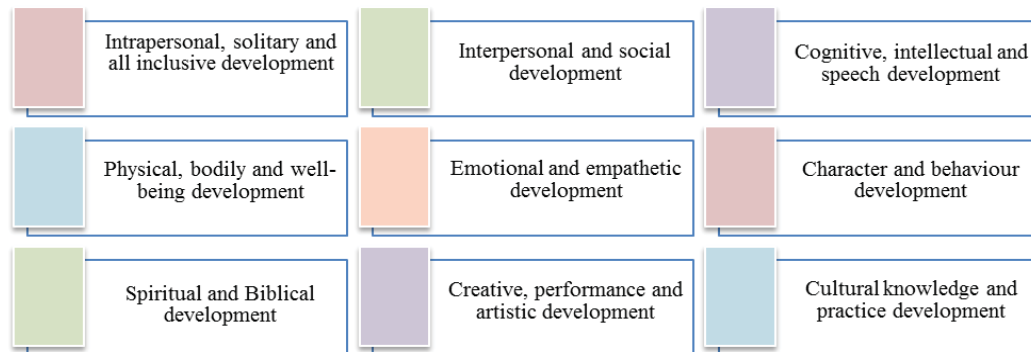 Intrapersonal, solitary and
all inclusive development
Interpersonal and social
development
Cognitive, intellectual and
speech development
Physical, bodily and well-
being development
Emotional and empathetic
development
Character and behaviour
development
Spiritual and Biblical
development
Creative, performance and
artistic development
Cultural knowledge and
practice development